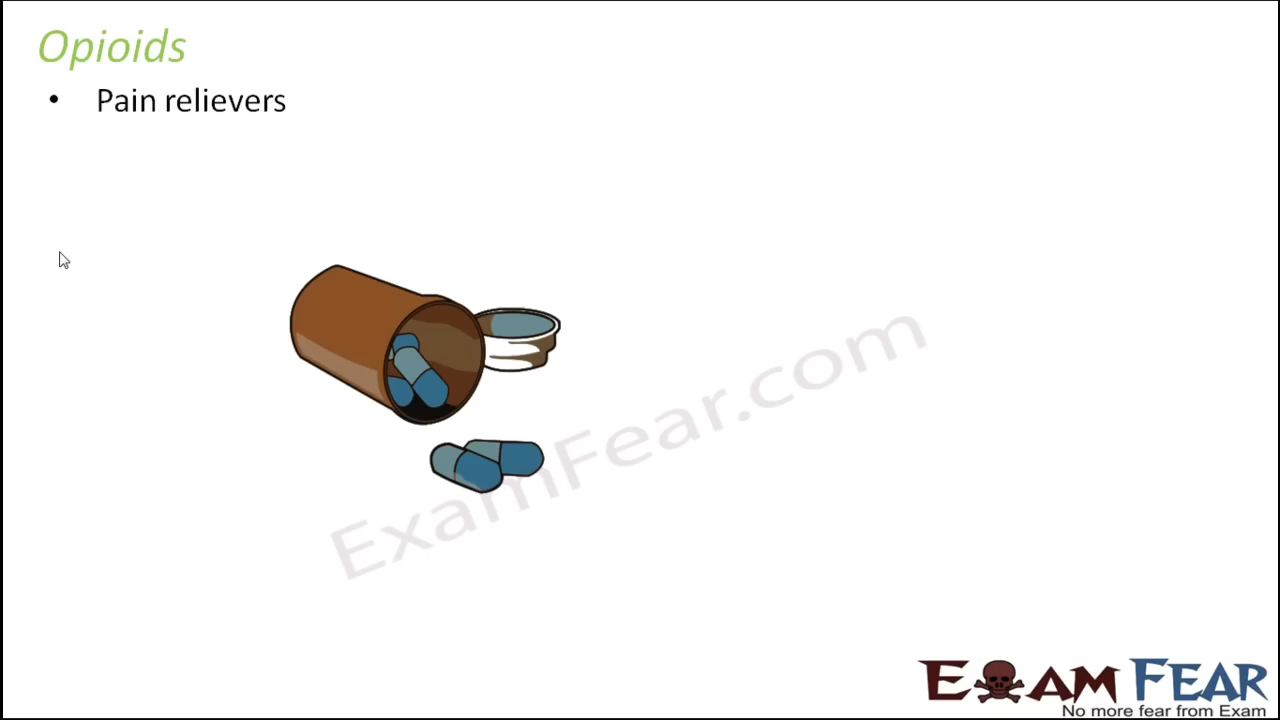 Opioids
• Pain relievers
ExamFear.com
EXAM FEAR
No more fear from Exam